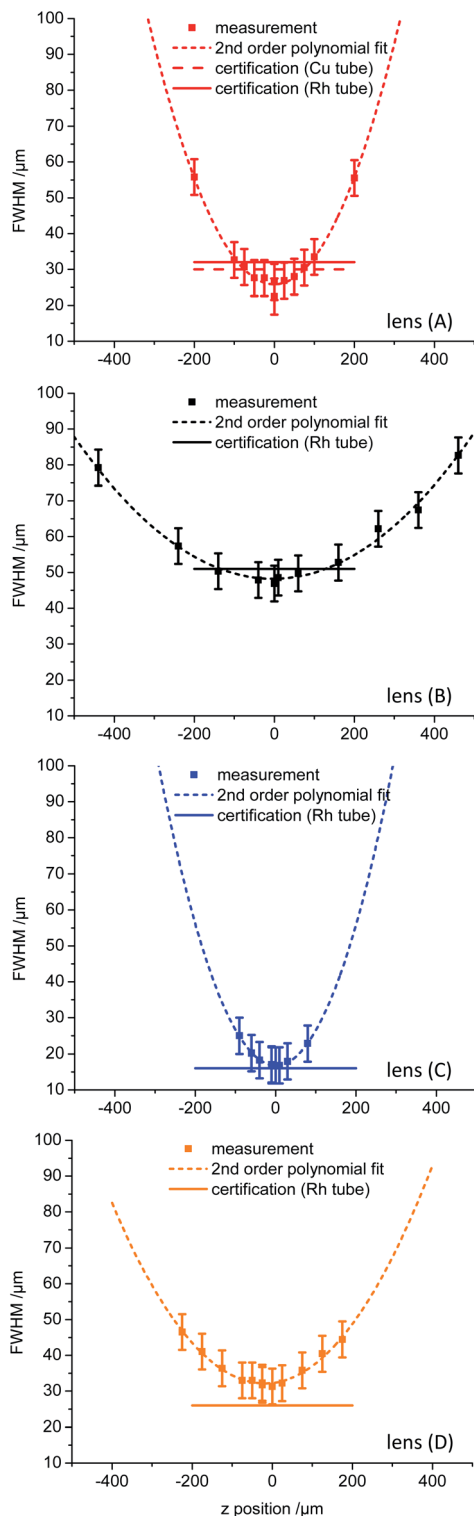 100
90
80
70
60
50
40
30
20
10
FWHM /µm
measurement
2nd order polynomial fit
certification (Cu tube)
certification (Rh tube)
lens (A)
-400 -200 0 200 400
100
90
80
70
60
50
40
30
20
10
FWHM /µm
measurement
2nd order polynomial fit
certification (Rh tube)
lens (B)
-400 -200 0 200 400
100
90
80
70
60
50
40
30
20
10
FWHM /µm
measurement
2nd order polynomial fit
certification (Rh tube)
lens (C)
-400 -200 0 200 400
100
90
80
70
60
50
40
30
20
10
FWHM /µm
measurement
2nd order polynomial fit
certification (Rh tube)
lens (D)
-400 -200 0 200 400
z position /µm